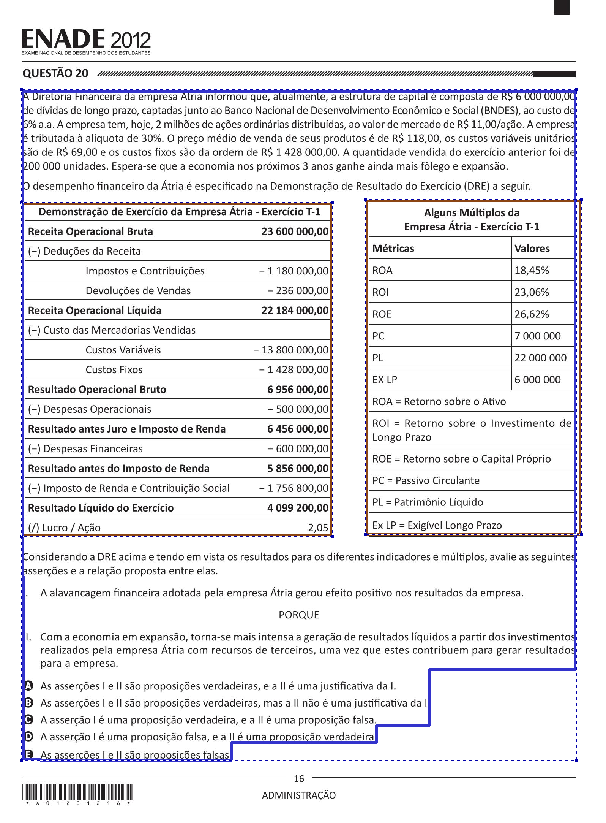 ENADE 2012
EXAME NACIONAL DE DESEMPENHO DOS ESTUDANTES
QUESTÃO 20
A Diretoria Financeira da empresa Átria informou que, atualmente, a estrutura de capital é composta de R$ 6 000 000,00
de dívidas de longo prazo, captadas junto ao Banco Nacional de Desenvolvimento Econômico e Social (BNDES), ao custo de
6% a.a. A empresa tem, hoje, 2 milhões de ações ordinárias distribuídas, ao valor de mercado de R$ 11,00/ação. A empresa
é tributada à alíquota de 30%. O preço médio de venda de seus produtos é de R$ 118,00, os custos variáveis unitários
são de R$ 69,00 e os custos fixos são da ordem de R$ 1 428 000,00. A quantidade vendida do exercício anterior foi de
200 000 unidades. Espera-se que a economia nos próximos 3 anos ganhe ainda mais fôlego e expansão.
O desempenho financeiro da Átria é especificado na Demonstração de Resultado do Exercício (DRE) a seguir.
Demonstração de Exercício da Empresa Átria - Exercício T-1
Receita Operacional Bruta 23 600 000,00
(−) Deduções da Receita
Impostos e Contribuições − 1 180 000,00
Devoluções de Vendas − 236 000,00
Receita Operacional Líquida 22 184 000,00
(−) Custo das Mercadorias Vendidas
Custos Variáveis − 13 800 000,00
Custos Fixos − 1 428 000,00
Resultado Operacional Bruto 6 956 000,00
(−) Despesas Operacionais − 500 000,00
Resultado antes Juro e Imposto de Renda 6 456 000,00
(−) Despesas Financeiras − 600 000,00
Resultado antes do Imposto de Renda 5 856 000,00
(−) Imposto de Renda e Contribuição Social − 1 756 800,00
Resultado Líquido do Exercício 4 099 200,00
(/) Lucro / Ação 2,05
Alguns Múltiplos da
Empresa Átria - Exercício T-1
Métricas Valores
ROA 18,45%
ROI 23,06%
ROE 26,62%
PC 7 000 000
PL 22 000 000
EX LP 6 000 000
ROA = Retorno sobre o Ativo
ROI = Retorno sobre o Investimento de
Longo Prazo
ROE = Retorno sobre o Capital Próprio
PC = Passivo Circulante
PL = Patrimônio Líquido
Ex LP = Exigível Longo Prazo
Considerando a DRE acima e tendo em vista os resultados para os diferentes indicadores e múltiplos, avalie as seguintes
asserções e a relação proposta entre elas.
I. A alavancagem financeira adotada pela empresa Átria gerou efeito positivo nos resultados da empresa.
PORQUE
II. Com a economia em expansão, torna-se mais intensa a geração de resultados líquidos a partir dos investimentos
realizados pela empresa Átria com recursos de terceiros, uma vez que estes contribuem para gerar resultados
para a empresa.
A As asserções I e II são proposições verdadeiras, e a II é uma justificativa da I.
B As asserções I e II são proposições verdadeiras, mas a II não é uma justificativa da I.
C A asserção I é uma proposição verdadeira, e a II é uma proposição falsa.
D A asserção I é uma proposição falsa, e a II é uma proposição verdadeira.
E As asserções I e II são proposições falsas.
16
ADMINISTRAÇÃO